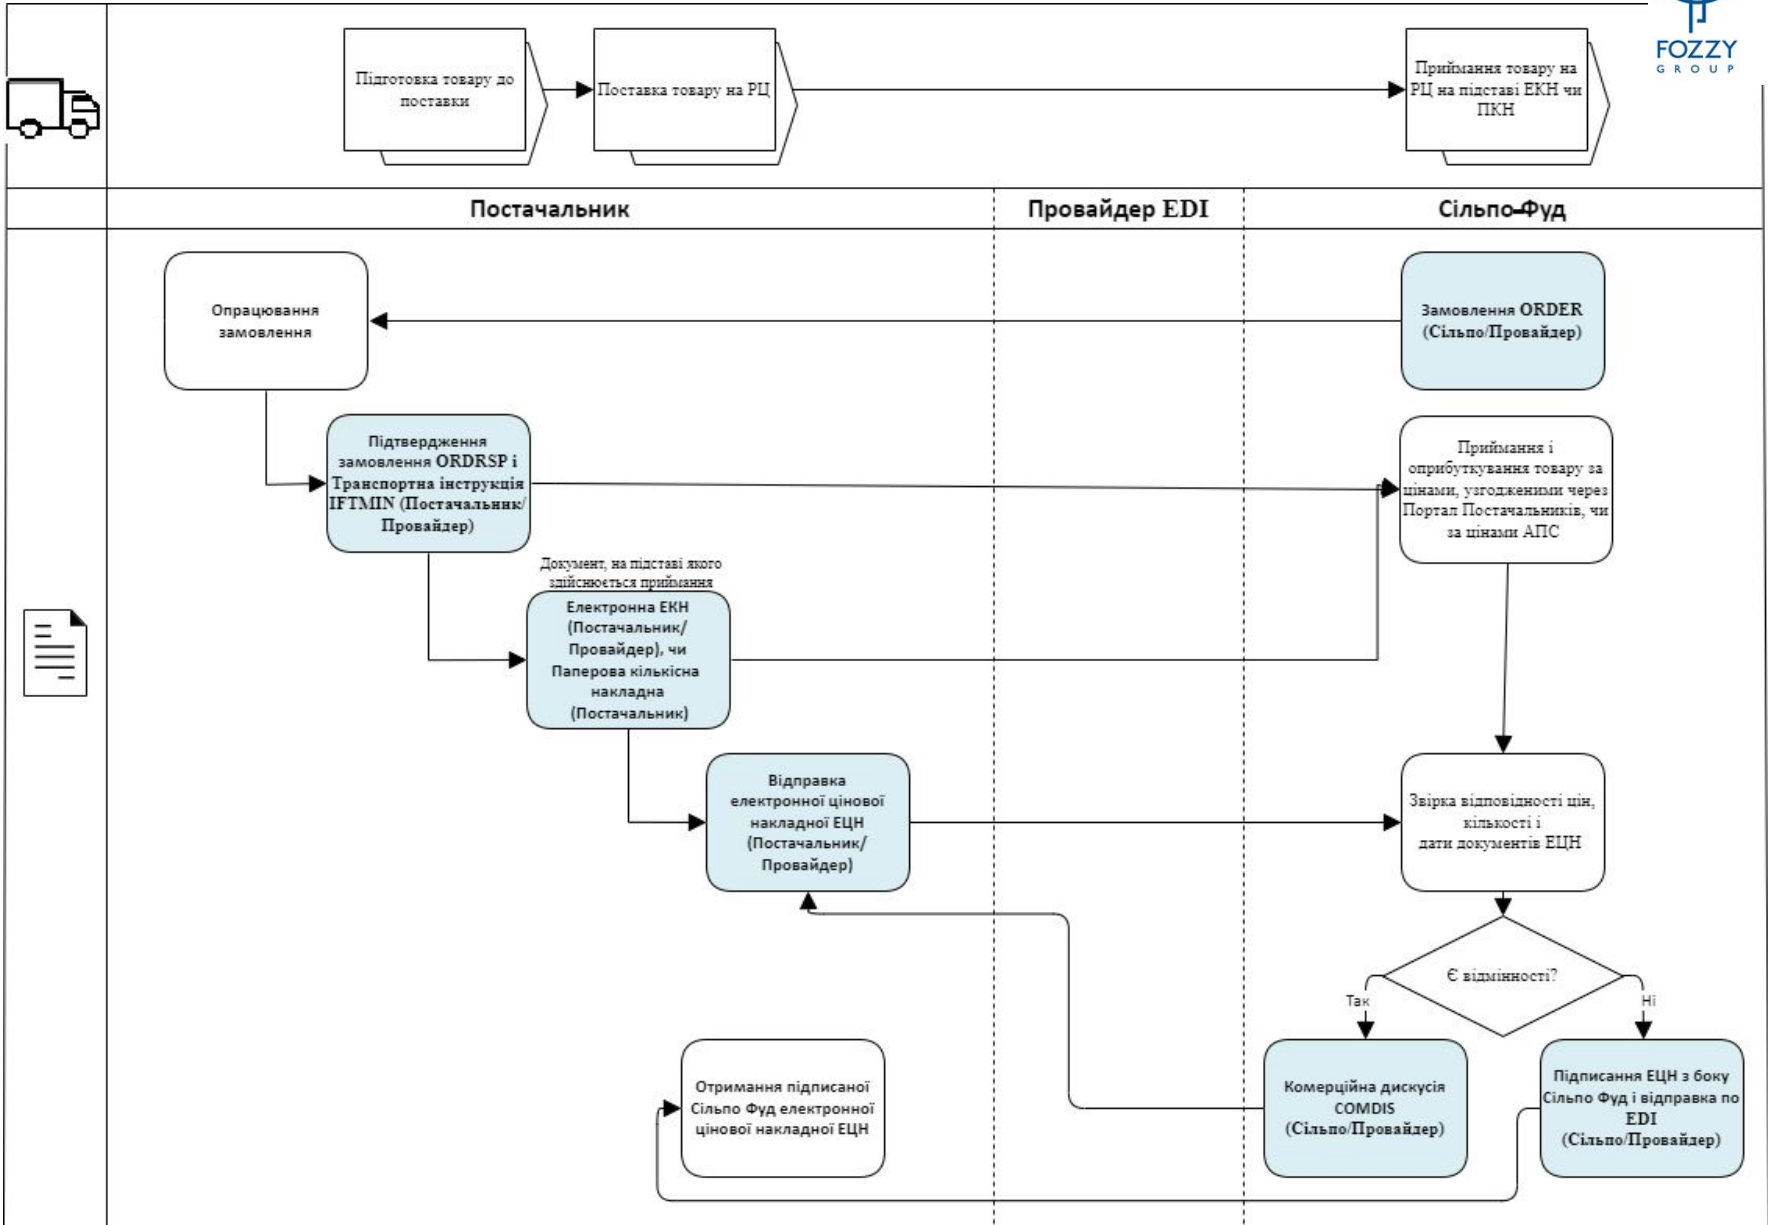 FOZZY
GROUP
Підготовка товару до
поставки
Поставка товару на РЦ
Приймання товару на
РЦ на підставі ЕКН чи
ПКН
Постачальник
Провайдер EDI
Сільпо-Фуд
Опрацювання
замовлення
Замовлення ORDER
(Сільпо/Провайдер)
Підтвердження
замовлення ORDRSP і
Транспортна інструкція
IFTMIN (Постачальник/
Провайдер)
Приймання і
оприбуткування товару за
цінами, узгодженими через
Портал Постачальників, чи
за цінами АПС
Документ, на підставі якого
здійснюється приймання
Електронна ЕКН
(Постачальник/
Провайдер), чи
Паперова кількісна
накладна
(Постачальник)
Відправка
електронної цінової
накладної ЕЦН
(Постачальник/
Провайдер)
Звірка відповідності цін,
кількості і
дати документів ЕЦН
Є відмінності?
Так
Ні
Отримання підписаної
Сільпо Фуд електронної
цінової накладної ЕЦН
Комерційна дискусія
COMDIS
(Сільпо/Провайдер)
Підписання ЕЦН з боку
Сільпо Фуд і відправка по
EDI
(Сільпо/Провайдер)